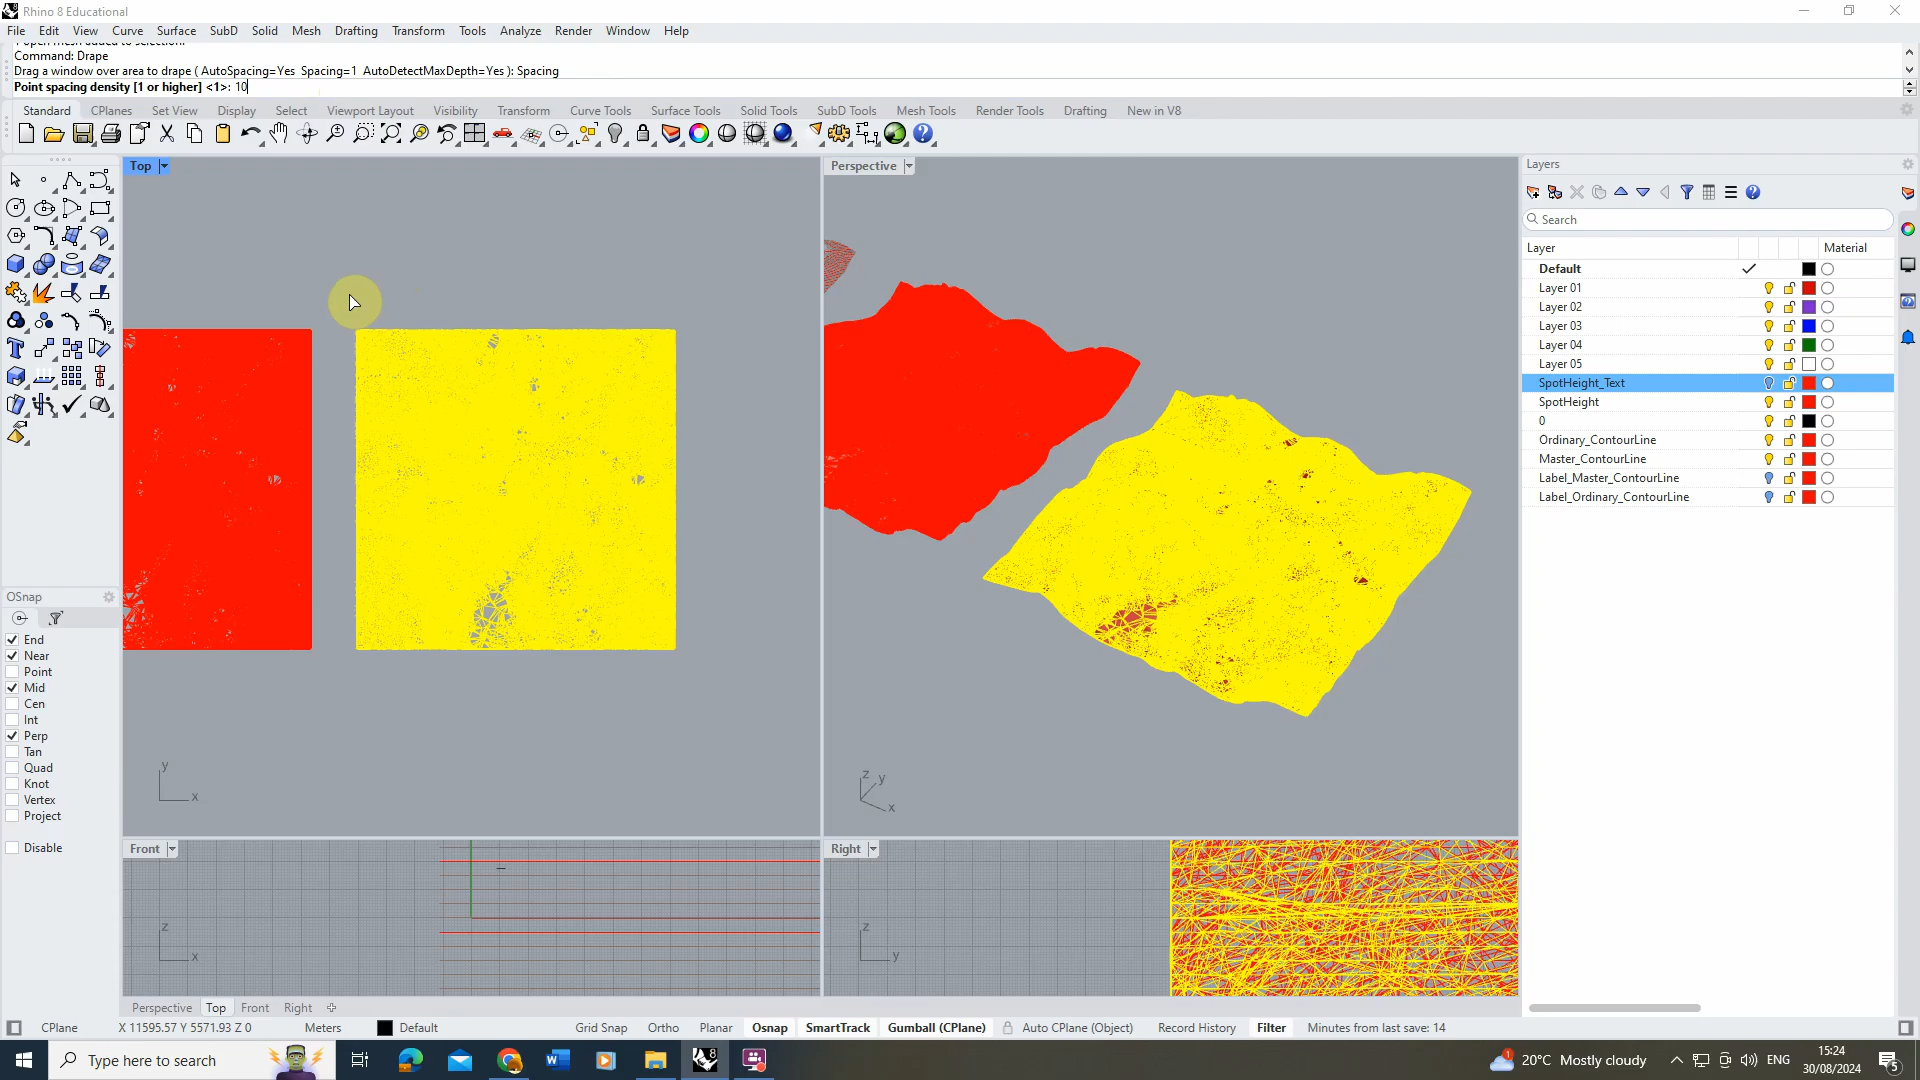 Rhino 8 Educational
File Edit View Curve Surface SubD Solid Mesh Drafting Transform Tools Analyze Render Window Help
1 open mesh added to selection.
Command: Drape
Drag a window over area to drape ( AutoSpacing=Yes Spacing=1 AutoDetectMaxDepth=Yes ): Spacing
Point spacing density [1 or higher] <1>: 10
Standard CPlanes Set View Display Select Viewport Layout Visibility Transform Curve Tools Surface Tools Solid Tools SubD Tools Mesh Tools Render Tools Drafting New in V8
Top
Perspective
Layers
Search
Layer Material
Default
Layer 01
Layer 02
Layer 03
Layer 04
Layer 05
SpotHeight_Text
SpotHeight
0
Ordinary_ContourLine
Master_ContourLine
Label_Master_ContourLine
Label_Ordinary_ContourLine
OSnap
End
Near
Point
Mid
Cen
Int
Perp
Tan
Quad
Knot
Vertex
Project
Disable
y
x
z
y
x
Front
z
x
Right
z
y
Perspective Top Front Right
CPlane X 11595.57 Y 5571.93 Z 0 Meters Default Grid Snap Ortho Planar Osnap SmartTrack Gumball (CPlane) Auto CPlane (Object) Record History Filter Minutes from last save: 14
Type here to search
20°C Mostly cloudy
ENG
15:24
30/08/2024
5